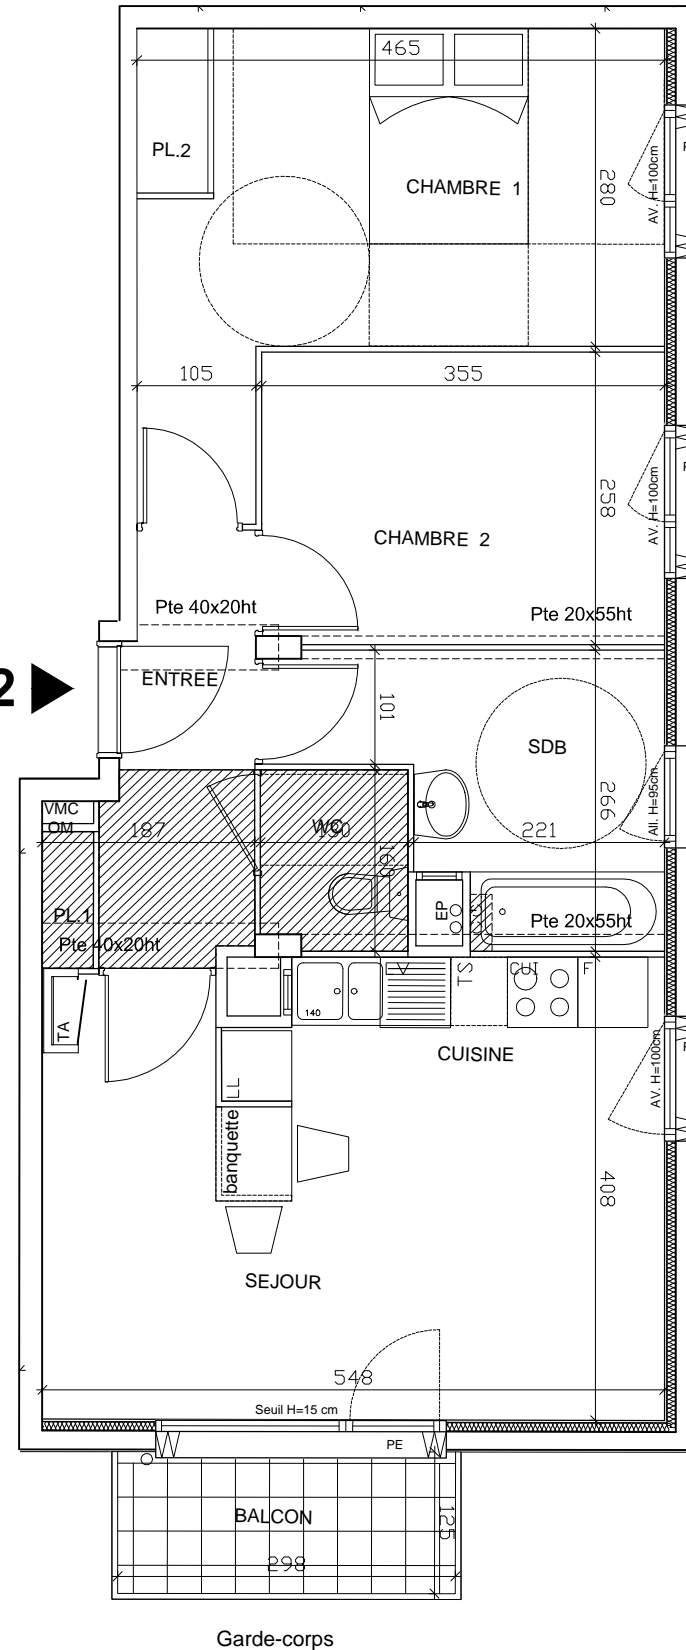 465
PL.2
CHAMBRE 1
280
AV. H=100cm
105
355
CHAMBRE 2
258
AV. H=100cm
Pte 40x20ht
Pte 20x55ht
2
ENTREE
101
SDB
266
All. H=95cm
VMC
OM
187
WC
221
PL.1
EP
Pte 40x20ht
Pte 20x55ht
TA
140
LV
TS
CUI
F
CUISINE
AV. H=100cm
LL
banquette
408
SEJOUR
548
Seuil H=15 cm
PE
BALCON
125
298
Garde-corps